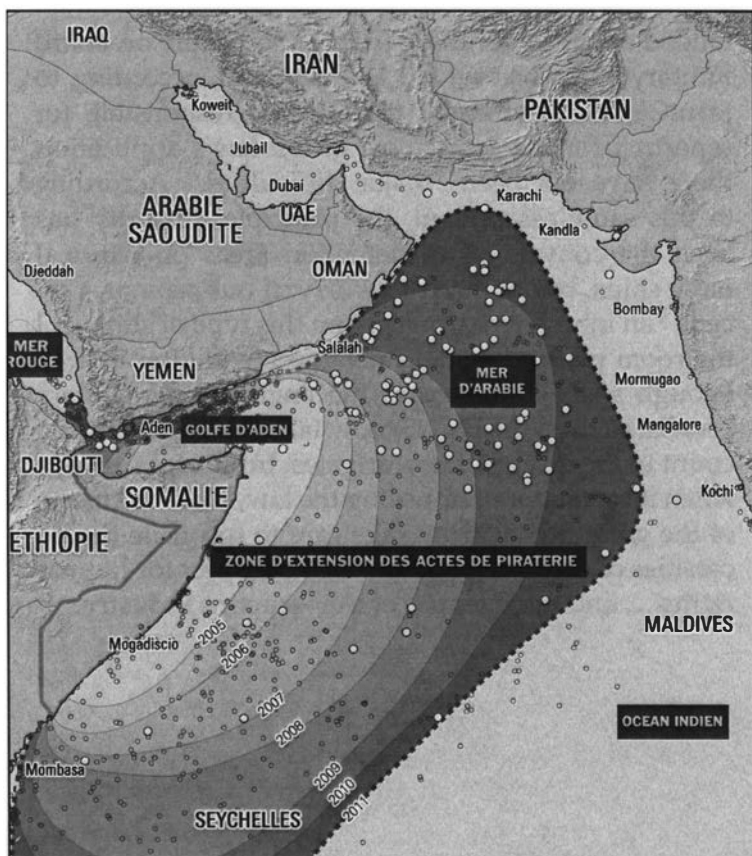 IRAQ
IRAN
Koweit
PAKISTAN
Jubail
Dubai
UAE
Karachi
Kandla
ARABIE
SAOUDITE
OMAN
Djeddah
Bombay
MER
ROUGE
YEMEN
Salalah
MER
D'ARABIE
Mormugao
Aden
GOLFE D'ADEN
Mangalore
DJIBOUTI
SOMALIE
Kochi
ETHIOPIE
ZONE D'EXTENSION DES ACTES DE PIRATERIE
MALDIVES
Mogadiscio
2005
2006
2007
2008
2009
2010
2011
OCEAN INDIEN
Mombasa
SEYCHELLES